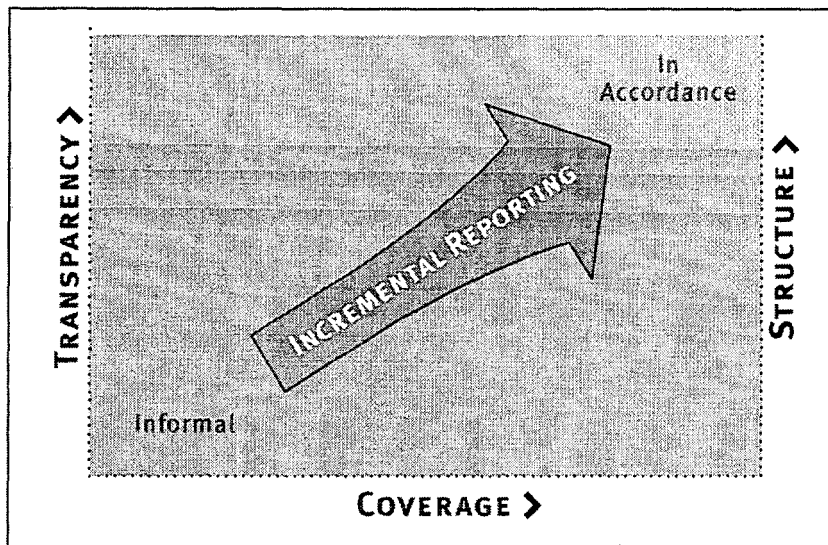 In
Accordance
TRANSPARENCY >
STRUCTURE >
INCREMENTAL REPORTING
Informal
COVERAGE >